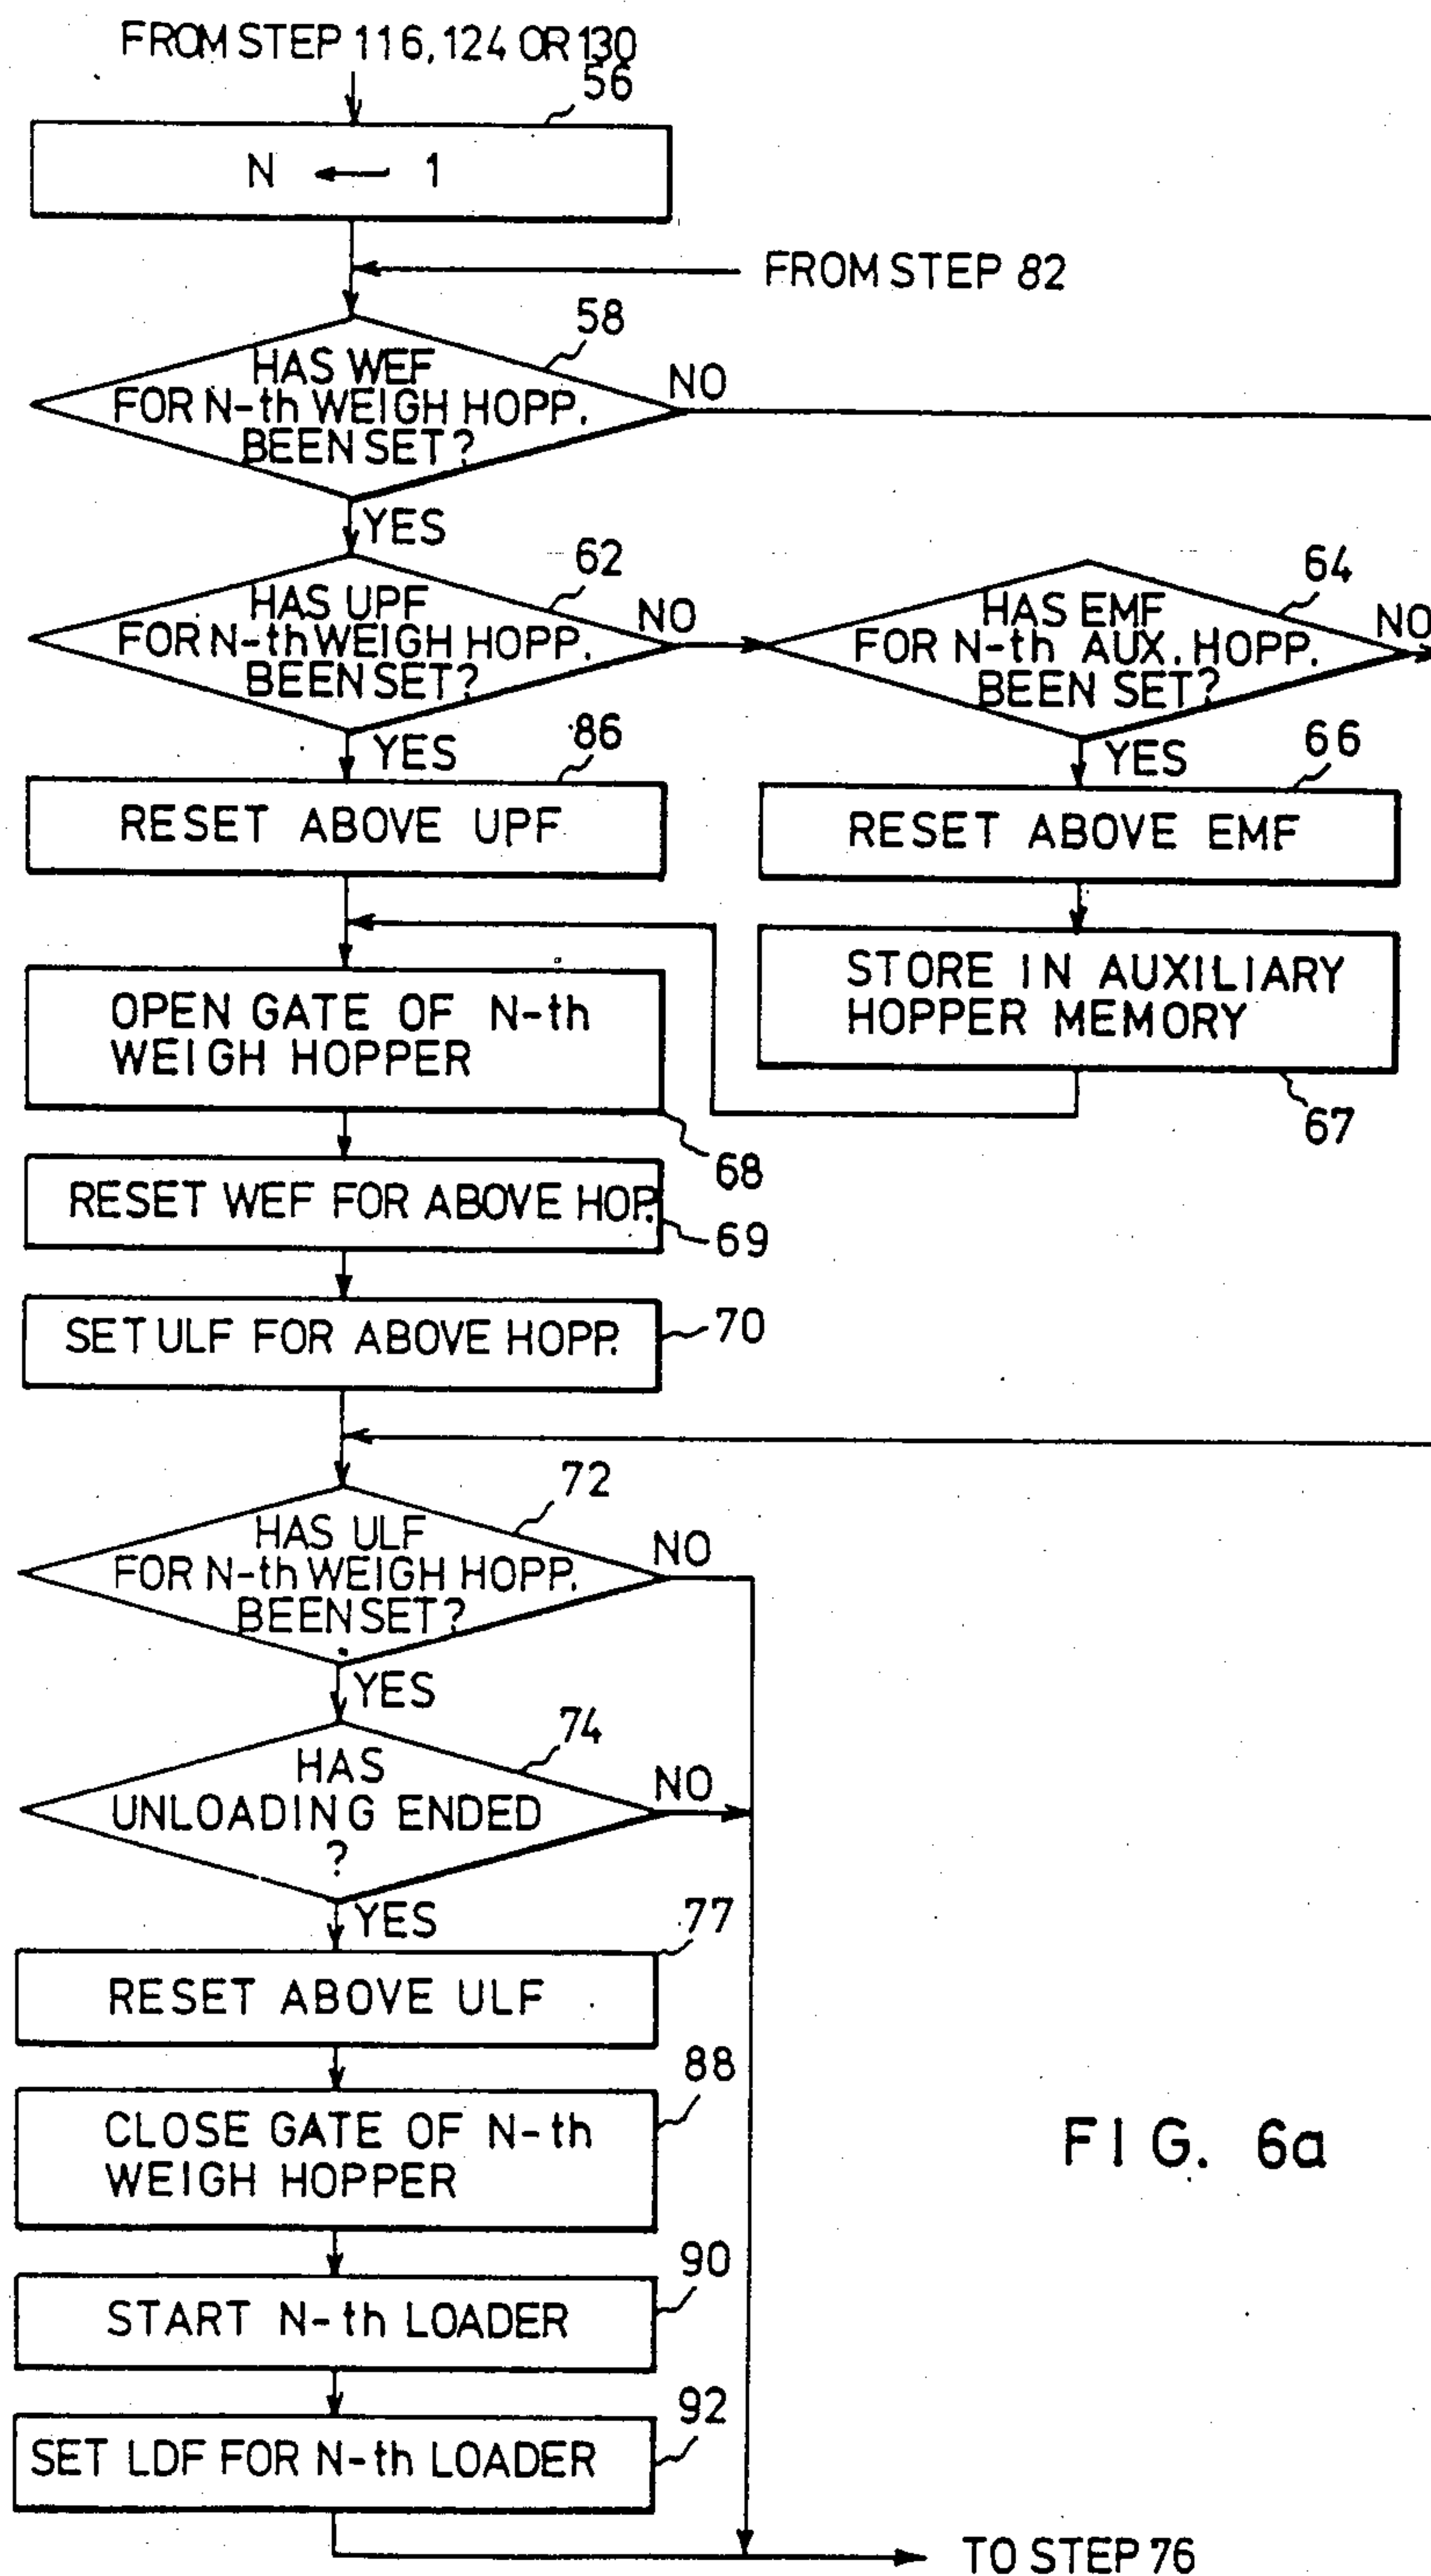 FROM STEP 116, 124 OR 130
56
N ← 1
FROM STEP 82
58
HAS WEF
FOR N-th WEIGH HOPP.
BEEN SET?
NO
YES
62
HAS UPF
FOR N-th WEIGH HOPP.
BEEN SET?
NO
64
HAS EMF
FOR N-th AUX. HOPP.
BEEN SET?
NO
YES
86
RESET ABOVE UPF
YES
66
RESET ABOVE EMF
STORE IN AUXILIARY
HOPPER MEMORY
67
OPEN GATE OF N-th
WEIGH HOPPER
68
RESET WEF FOR ABOVE HOP.
69
SET ULF FOR ABOVE HOPP.
70
72
HAS ULF
FOR N-th WEIGH HOPP.
BEEN SET?
NO
YES
74
HAS
UNLOADING ENDED
?
NO
YES
77
RESET ABOVE ULF
88
CLOSE GATE OF N-th
WEIGH HOPPER
90
START N-th LOADER
92
SET LDF FOR N-th LOADER
TO STEP 76
FIG. 6a